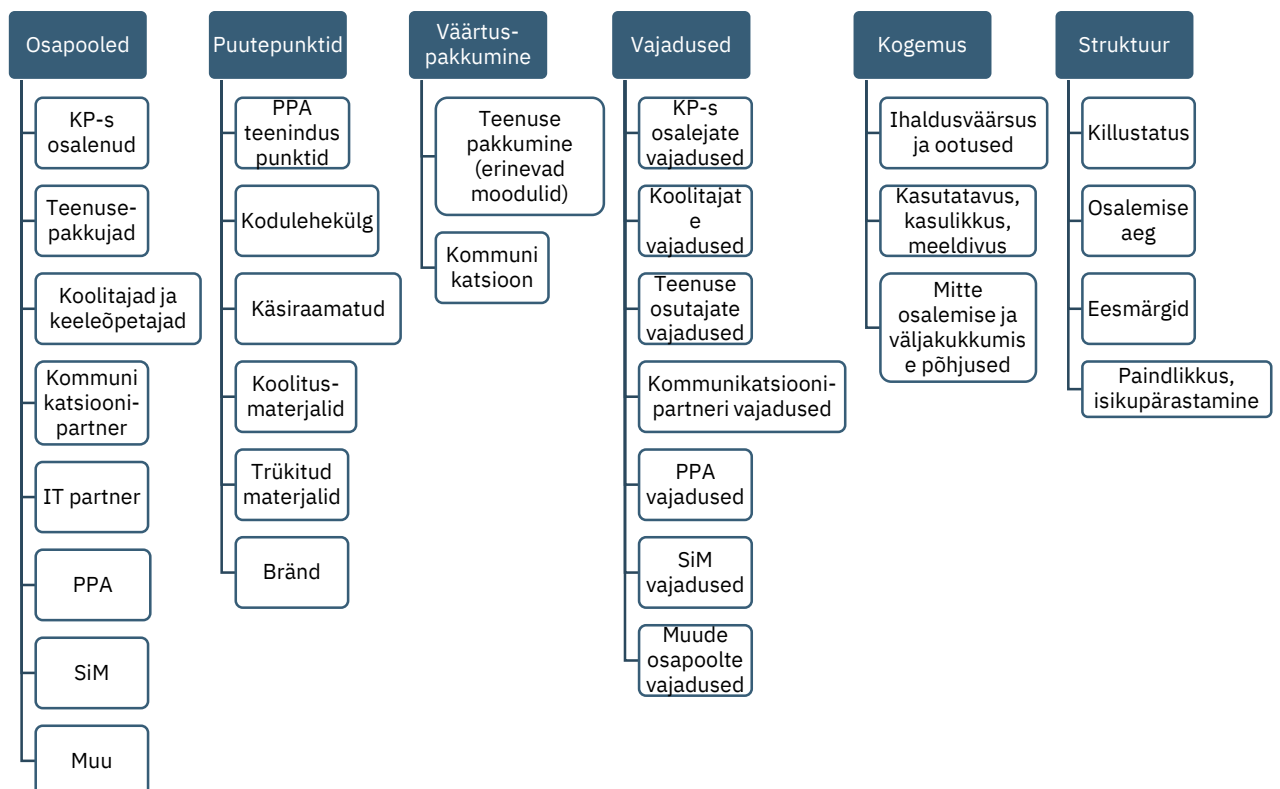 Osapooled
KP-s
osalenud
Teenuse-
pakkujad
Koolitajad ja
keeleõpetajad
Kommuni
katsiooni-
partner
IT partner
PPA
SiM
Muu
Puutepunktid
PPA
teenindus
punktid
Kodulehekülg
Käsiraamatud
Koolitus-
materjalid
Trükitud
materjalid
Bränd
Väärtus-
pakkumine
Teenuse
pakkumine
(erinevad
moodulid)
Kommuni
katsioon
Vajadused
KP-s
osalejate
vajadused
Koolitajat
e
vajadused
Teenuse
osutajate
vajadused
Kommunikatsiooni-
partneri vajadused
PPA
vajadused
SiM
vajadused
Muude
osapoolte
vajadused
Kogemus
Ihaldusväärsus
ja ootused
Kasutatavus,
kasulikkus,
meeldivus
Mitte
osalemise ja
väljakukkumis
e põhjused
Struktuur
Killustatus
Osalemise
aeg
Eesmärgid
Paindlikkus,
isikupärastamine